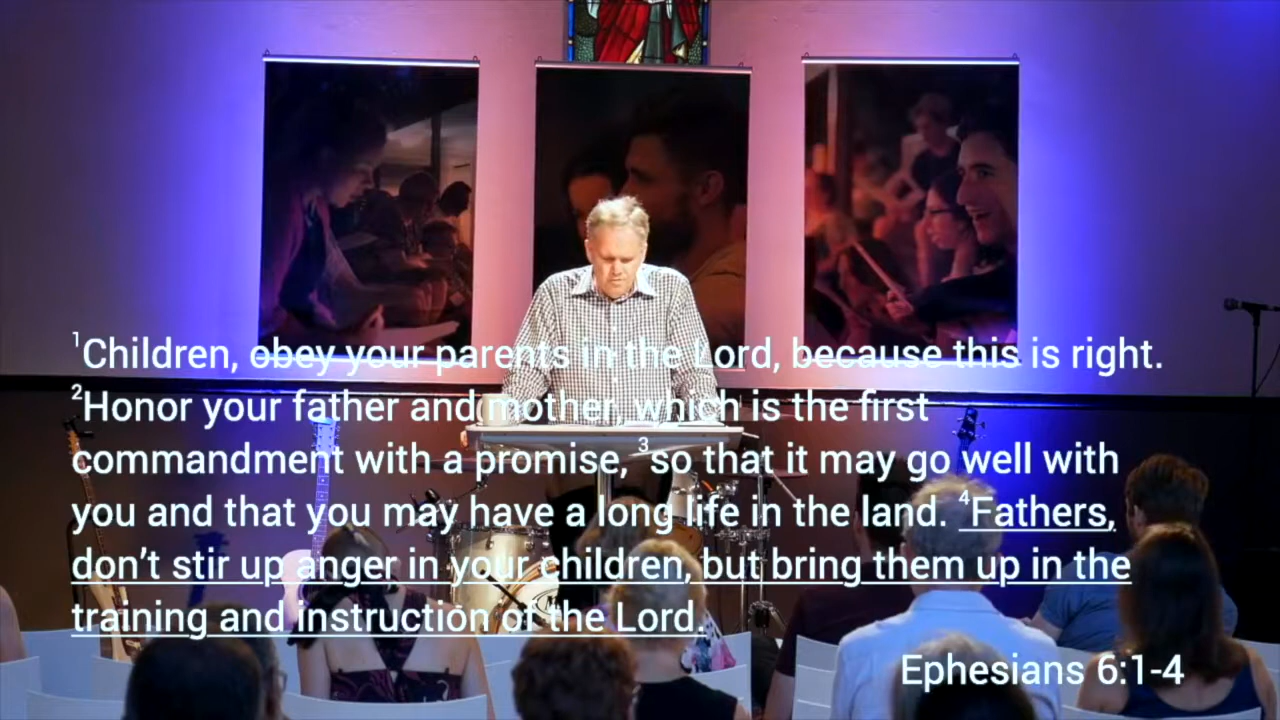 ¹Children, obey your parents in the Lord, because this is right.
²Honor your father and mother, which is the first
commandment with a promise, ³so that it may go well with
you and that you may have a long life in the land. ⁴Fathers,
don’t stir up anger in your children, but bring them up in the
training and instruction of the Lord.
Ephesians 6:1-4